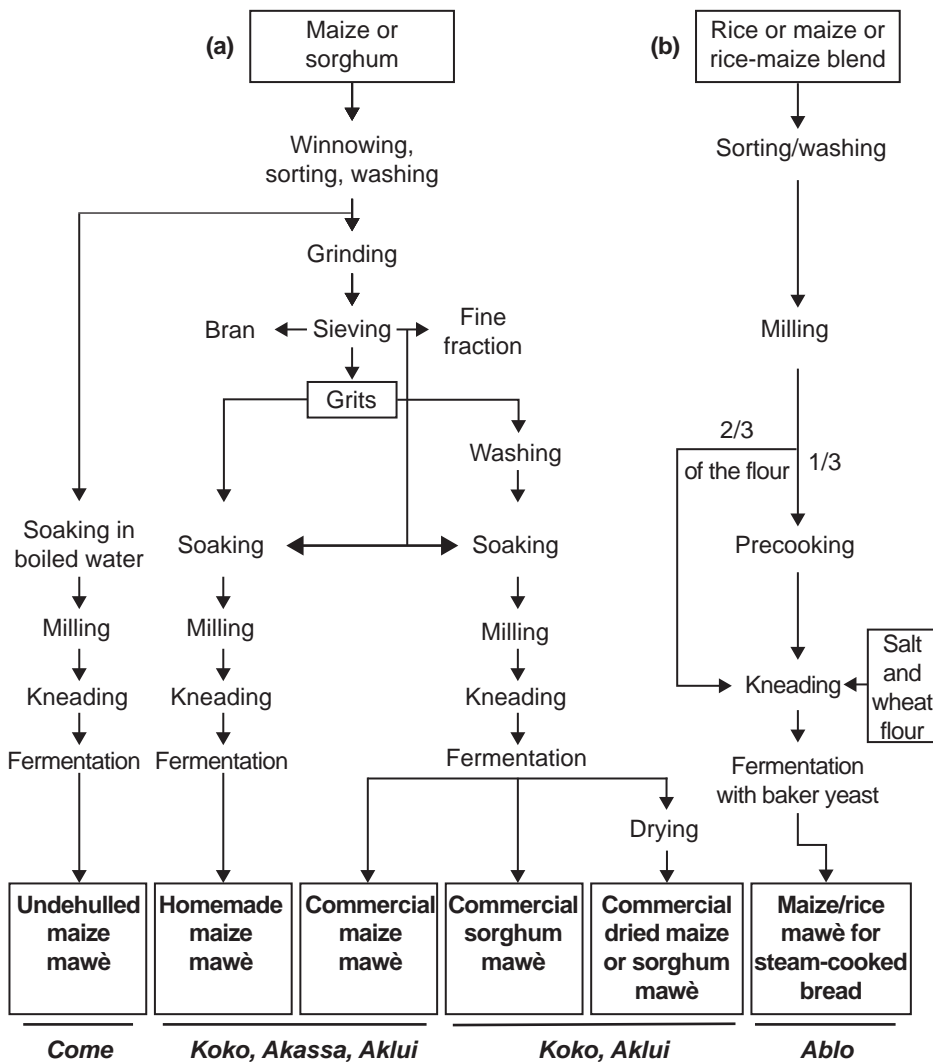 (a)
Maize or
sorghum
Winnowing,
sorting, washing
Grinding
Bran
Sieving
Fine
fraction
Grits
Washing
Soaking in
boiled water
Soaking
Soaking
Milling
Milling
Milling
Kneading
Kneading
Kneading
Fermentation
Fermentation
Fermentation
Drying
Undehulled
maize
mawè
Homemade
maize
mawè
Commercial
maize
mawè
Commercial
sorghum
mawè
Commercial
dried maize
or sorghum
mawè
Come
Koko, Akassa, Aklui
Koko, Aklui
(b)
Rice or maize or
rice-maize blend
Sorting/washing
Milling
2/3
of the flour
1/3
Precooking
Kneading
Salt
and
wheat
flour
Fermentation
with baker yeast
Maize/rice
mawè for
steam-cooked
bread
Ablo